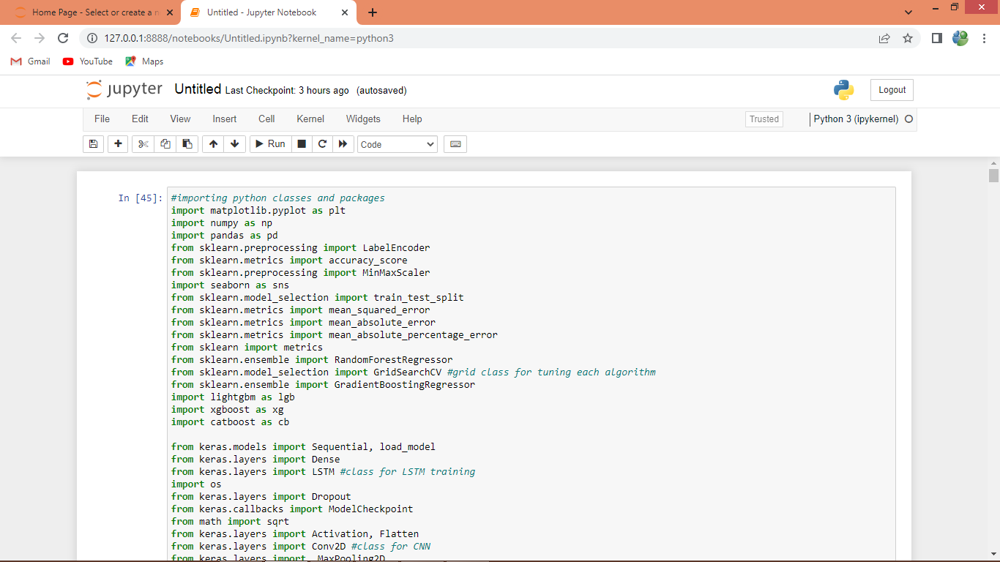 Home Page - Select or create a n
Untitled - Jupyter Notebook
127.0.0.1:8888/notebooks/Untitled.ipynb?kernel_name=python3
Gmail YouTube Maps
jupyter Untitled Last Checkpoint: 3 hours ago (autosaved)
Logout
File Edit View Insert Cell Kernel Widgets Help
Trusted Python 3 (ipykernel)
Run Code
In [45]: #importing python classes and packages
import matplotlib.pyplot as plt
import numpy as np
import pandas as pd
from sklearn.preprocessing import LabelEncoder
from sklearn.metrics import accuracy_score
from sklearn.preprocessing import MinMaxScaler
import seaborn as sns
from sklearn.model_selection import train_test_split
from sklearn.metrics import mean_squared_error
from sklearn.metrics import mean_absolute_error
from sklearn.metrics import mean_absolute_percentage_error
from sklearn import metrics
from sklearn.ensemble import RandomForestRegressor
from sklearn.model_selection import GridSearchCV #grid class for tuning each algorithm
from sklearn.ensemble import GradientBoostingRegressor
import lightgbm as lgb
import xgboost as xg
import catboost as cb
from keras.models import Sequential, load_model
from keras.layers import Dense
from keras.layers import LSTM #class for LSTM training
import os
from keras.layers import Dropout
from keras.callbacks import ModelCheckpoint
from math import sqrt
from keras.layers import Activation, Flatten
from keras.layers import Conv2D #class for CNN
from keras.layers import MaxPooling2D